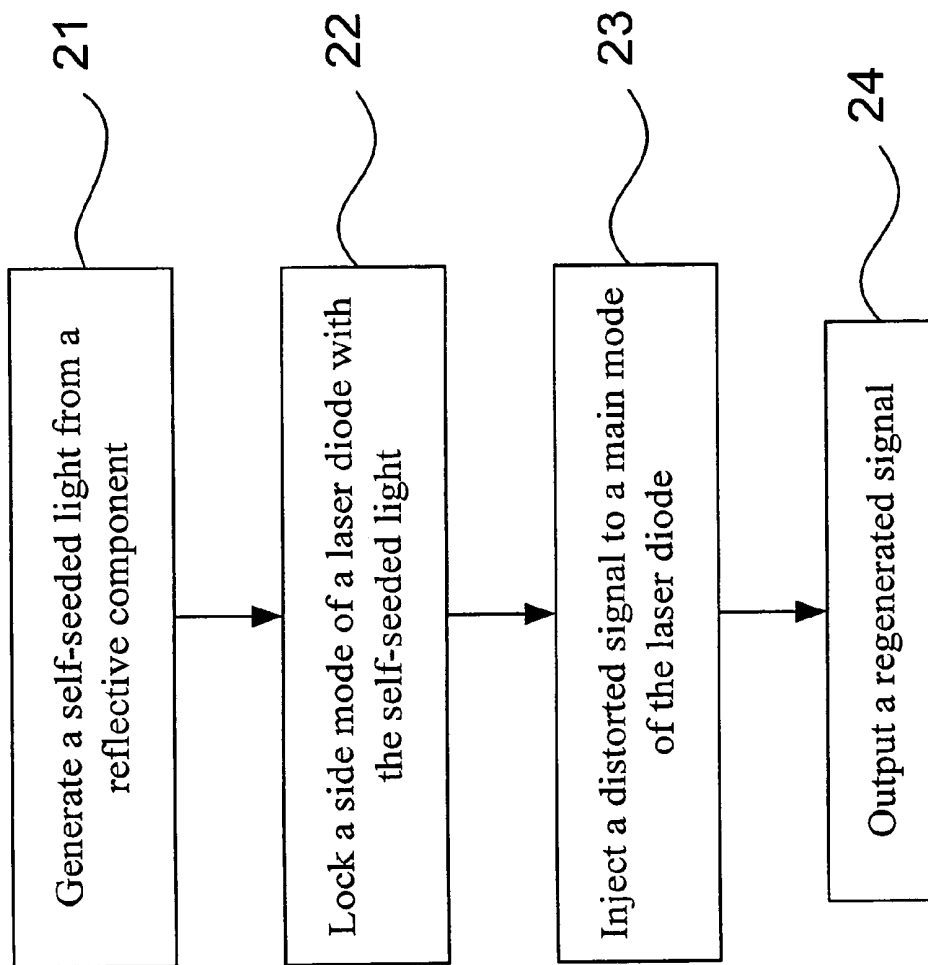 Generate a self-seeded light from a
reflective component
21
Lock a side mode of a laser diode with
the self-seeded light
22
Inject a distorted signal to a main mode
of the laser diode
23
Output a regenerated signal
24